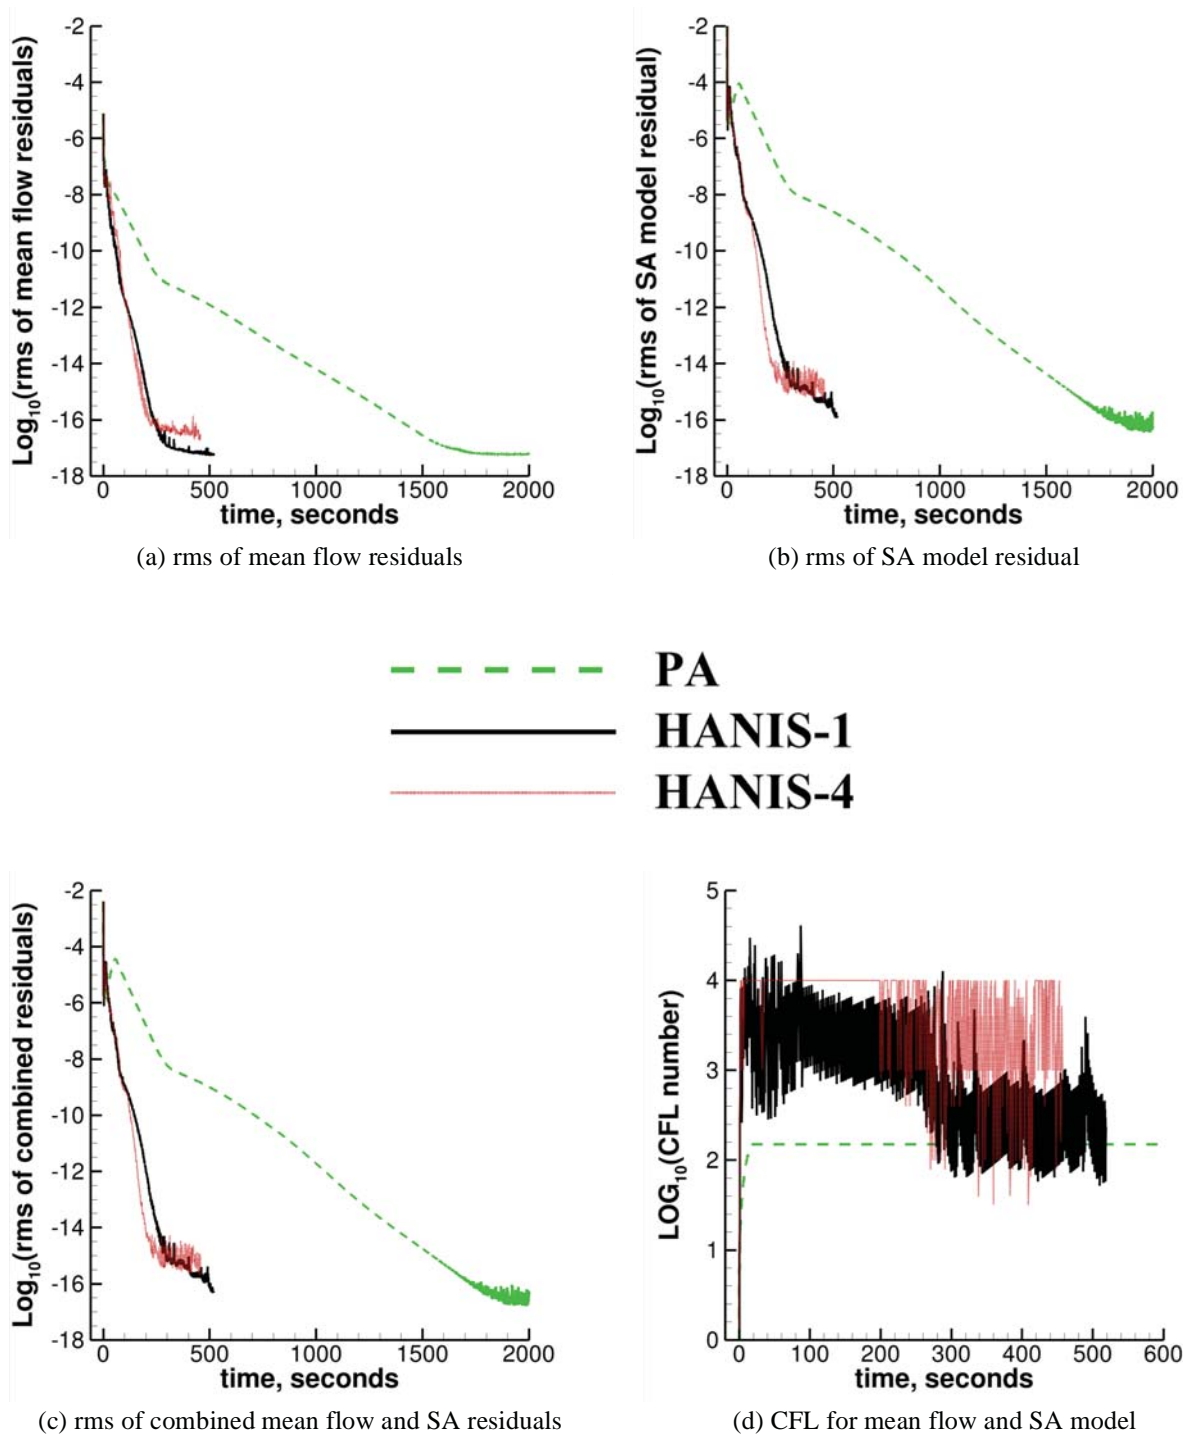 -2
-4
-6
-8
-10
-12
-14
-16
-18
Log10(rms of mean flow residuals)
0 500 1000 1500 2000
time, seconds
(a) rms of mean flow residuals
-2
-4
-6
-8
-10
-12
-14
-16
-18
Log10(rms of SA model residual)
0 500 1000 1500 2000
time, seconds
(b) rms of SA model residual
PA
HANIS-1
HANIS-4
-2
-4
-6
-8
-10
-12
-14
-16
-18
Log10(rms of combined residuals)
0 500 1000 1500 2000
time, seconds
(c) rms of combined mean flow and SA residuals
5
4
3
2
1
0
LOG10(CFL number)
0 100 200 300 400 500 600
time, seconds
(d) CFL for mean flow and SA model